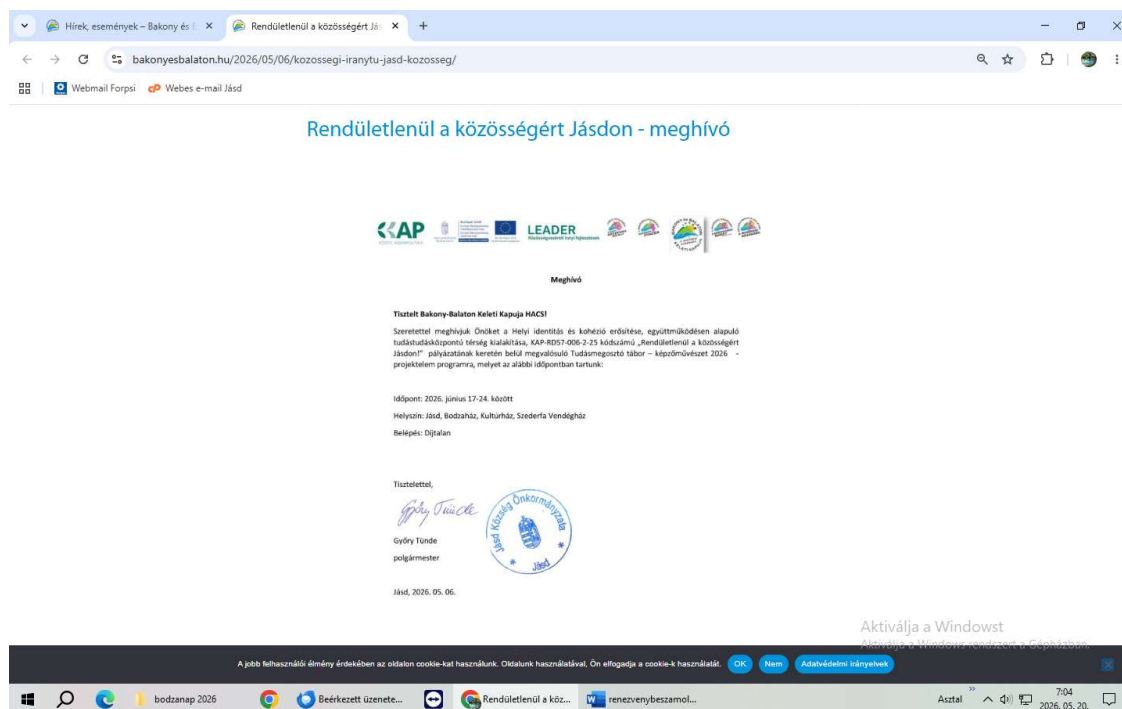 Hírek, események – Bakony és
Rendületlenül a közösségért Jás
bakonyesbalaton.hu/2026/05/06/kozossegi-iranytu-jasd-kozosseg/
Webmail Forpsi
Webes e-mail Jásd
Rendületlenül a közösségért Jásdon - meghívó
KAP
LEADER
Meghívó
Tisztelt Bakony-Balaton Keleti Kapuja HACS!
Szeretettel meghívjuk Önöket a Helyi identitás és kohézió erősítése, együttműködésen alapuló
tudástudásközpontú térség kialakítása, KAP-RD57-006-2-25 kódszámú „Rendületlenül a közösségért
Jásdon!” pályázatának keretén belül megvalósuló Tudásmegosztó tábor – képzőművészet 2026 -
projektelem programra, melyet az alábbi időpontban tartunk:
Időpont: 2026. június 17-24. között
Helyszín: Jásd, Bodzaház, Kultúrház, Szederfa Vendégház
Belépés: Díjtalan
Tisztelettel,
Győry Tünde
Jásd Község Önkormányzata
* Jásd *
Győry Tünde
polgármester
Jásd, 2026. 05. 06.
Aktiválja a Windowst
Aktiválja a Windows rendszert a Gépházban.
A jobb felhasználói élmény érdekében az oldalon cookie-kat használunk. Oldalunk használatával, Ön elfogadja a cookie-k használatát.
OK
Nem
Adatvédelmi irányelvek
bodzanap 2026
Beérkezett üzenete...
Rendületlenül a köz...
renezvenybeszamol...
Asztal
7:04
2026. 05. 20.